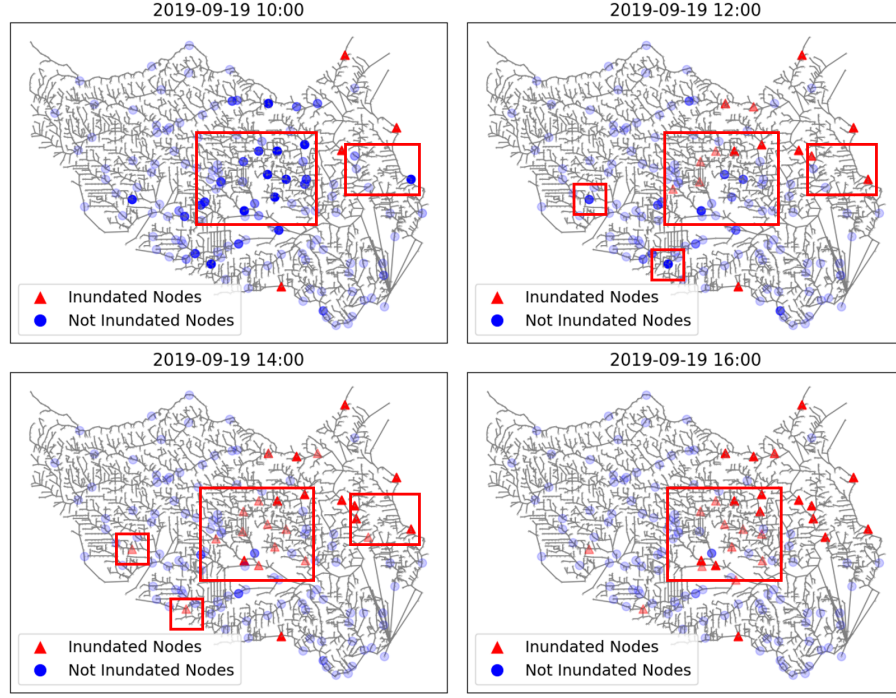 2019-09-19 10:00
2019-09-19 12:00
Inundated Nodes
Not Inundated Nodes
Inundated Nodes
Not Inundated Nodes
2019-09-19 14:00
2019-09-19 16:00
Inundated Nodes
Not Inundated Nodes
Inundated Nodes
Not Inundated Nodes